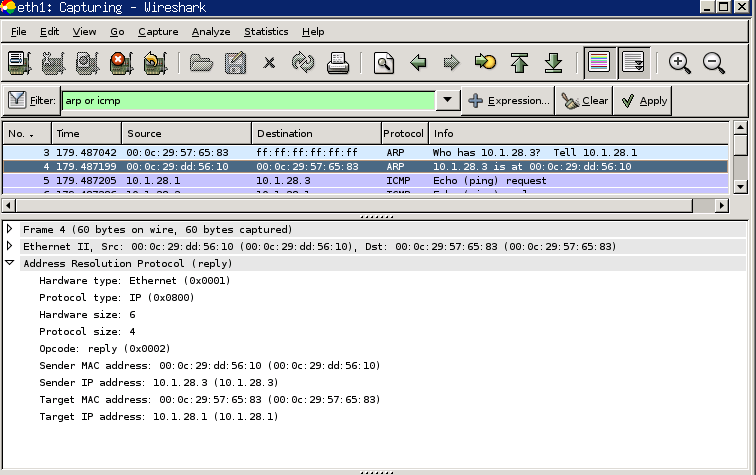 eth1: Capturing - Wireshark
File Edit View Go Capture Analyze Statistics Help
Filter: arp or icmp Expression... Clear Apply
No. Time Source Destination Protocol Info
3 179.487042 00:0c:29:57:65:83 ff:ff:ff:ff:ff:ff ARP Who has 10.1.28.3? Tell 10.1.28.1
4 179.487199 00:0c:29:dd:56:10 00:0c:29:57:65:83 ARP 10.1.28.3 is at 00:0c:29:dd:56:10
5 179.487205 10.1.28.1 10.1.28.3 ICMP Echo (ping) request
Frame 4 (60 bytes on wire, 60 bytes captured)
Ethernet II, Src: 00:0c:29:dd:56:10 (00:0c:29:dd:56:10), Dst: 00:0c:29:57:65:83 (00:0c:29:57:65:83)
Address Resolution Protocol (reply)
Hardware type: Ethernet (0x0001)
Protocol type: IP (0x0800)
Hardware size: 6
Protocol size: 4
Opcode: reply (0x0002)
Sender MAC address: 00:0c:29:dd:56:10 (00:0c:29:dd:56:10)
Sender IP address: 10.1.28.3 (10.1.28.3)
Target MAC address: 00:0c:29:57:65:83 (00:0c:29:57:65:83)
Target IP address: 10.1.28.1 (10.1.28.1)